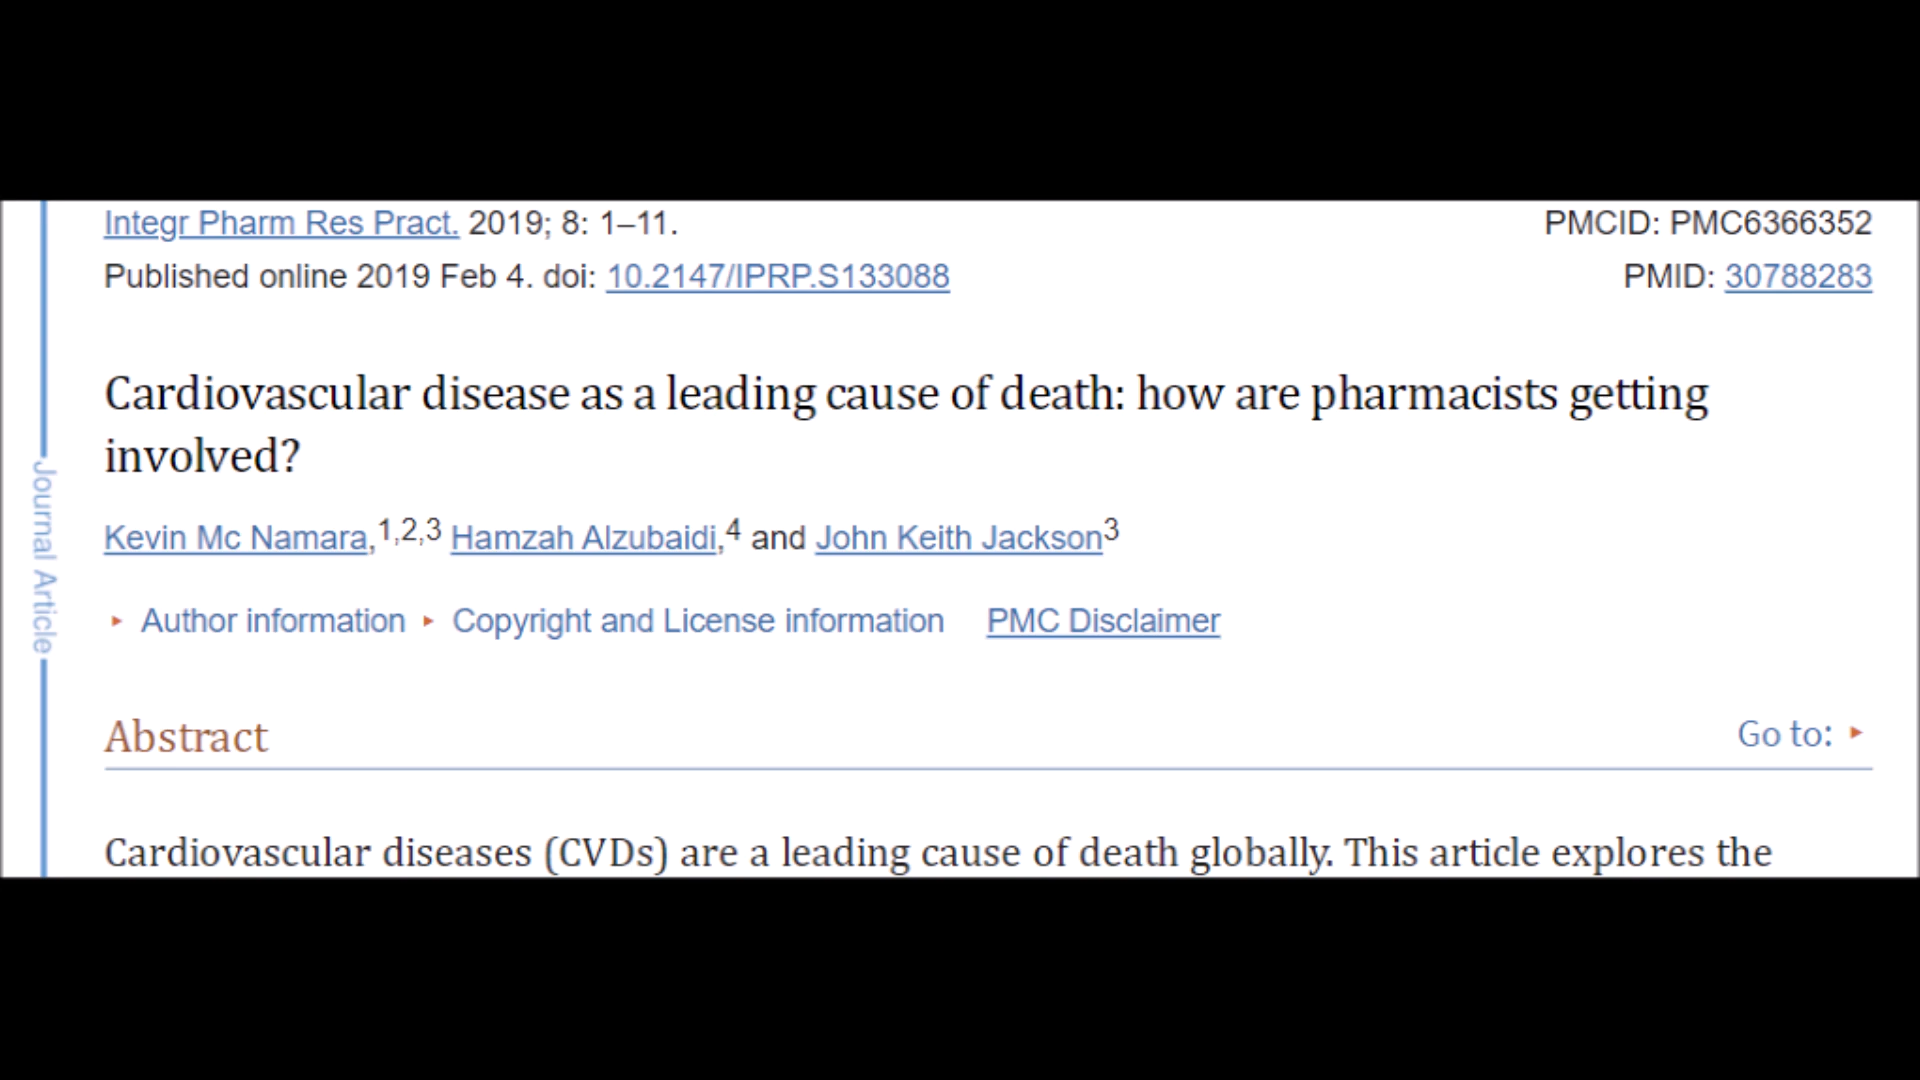 Integr Pharm Res Pract. 2019; 8: 1–11.
PMCID: PMC6366352
Published online 2019 Feb 4. doi: 10.2147/IPRP.S133088
PMID: 30788283
Cardiovascular disease as a leading cause of death: how are pharmacists getting
involved?
Kevin Mc Namara,1,2,3 Hamzah Alzubaidi,4 and John Keith Jackson3
▸ Author information ▸ Copyright and License information PMC Disclaimer
Journal Article
Abstract
Go to: ▸
Cardiovascular diseases (CVDs) are a leading cause of death globally. This article explores the